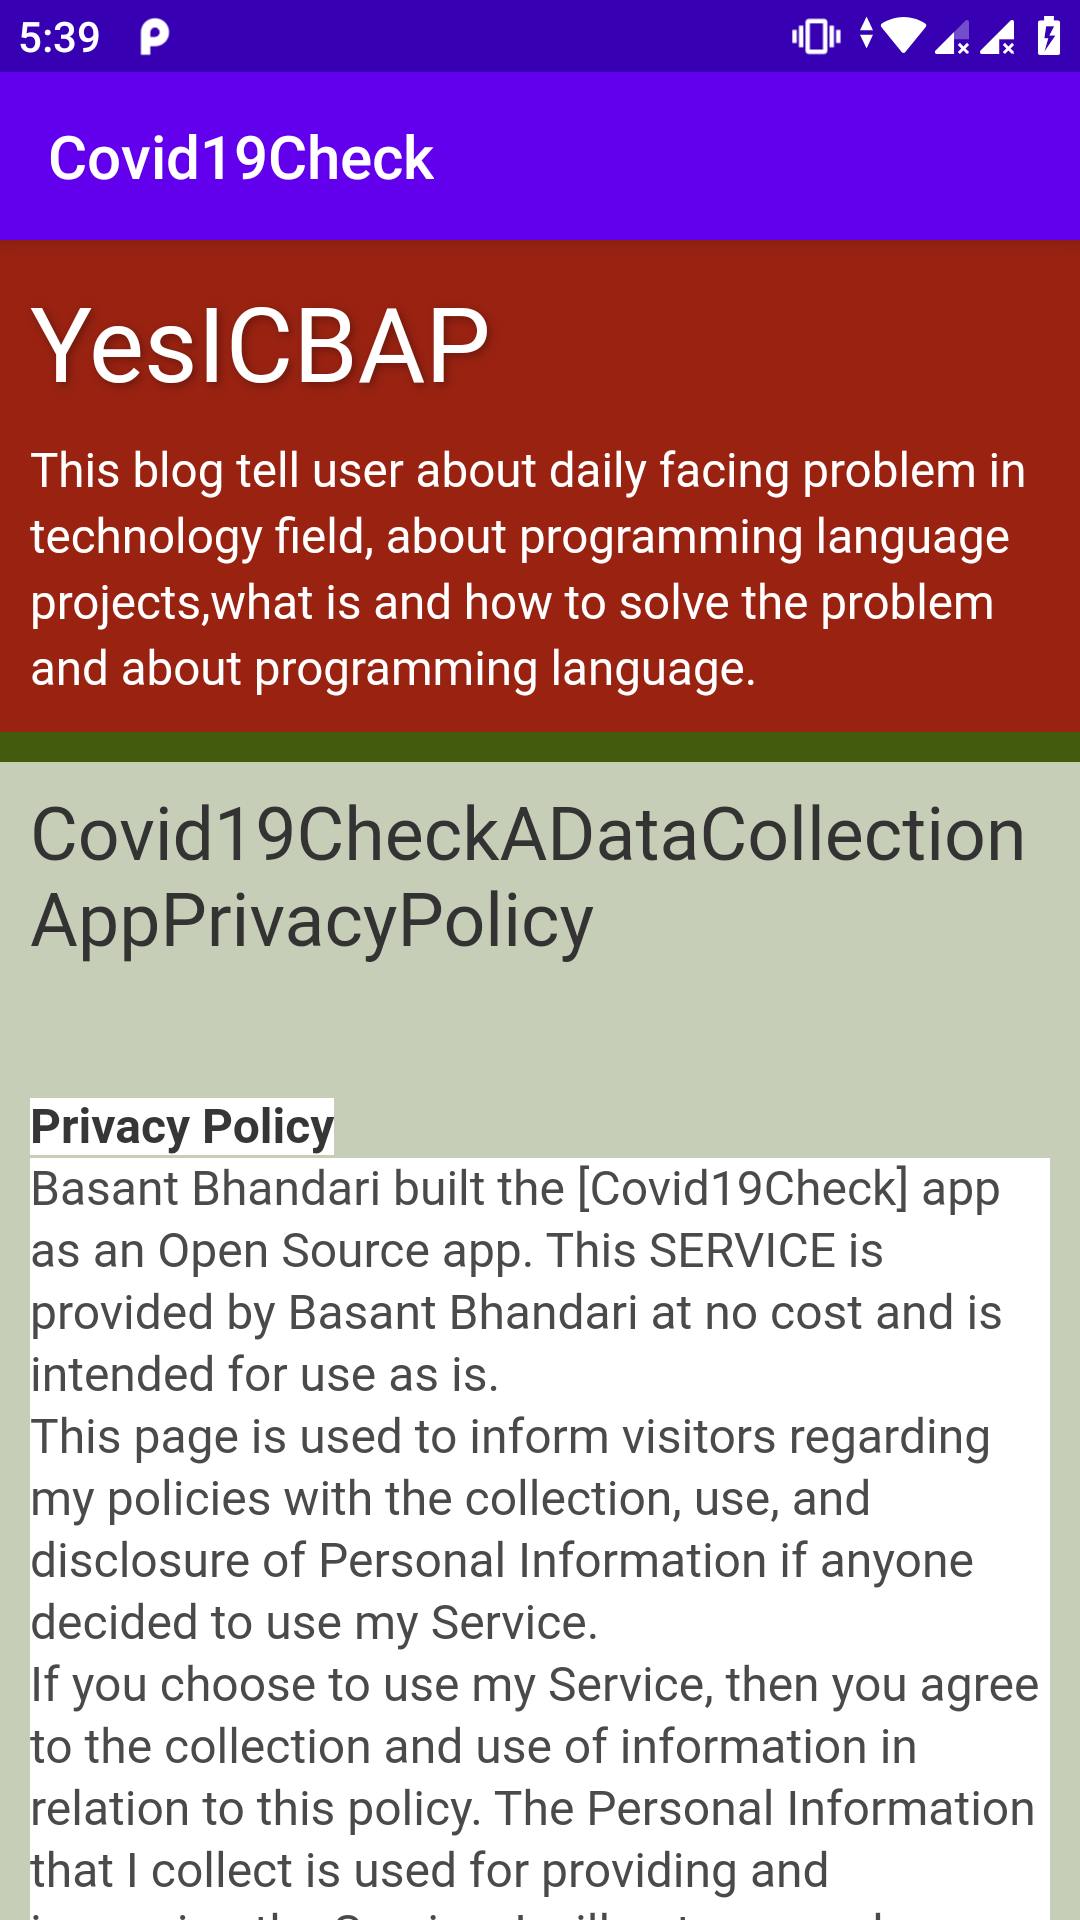 5:39
Covid19Check
YesICBAP
This blog tell user about daily facing problem in
technology field, about programming language
projects,what is and how to solve the problem
and about programming language.
Covid19CheckADataCollection
AppPrivacyPolicy
Privacy Policy
Basant Bhandari built the [Covid19Check] app
as an Open Source app. This SERVICE is
provided by Basant Bhandari at no cost and is
intended for use as is.
This page is used to inform visitors regarding
my policies with the collection, use, and
disclosure of Personal Information if anyone
decided to use my Service.
If you choose to use my Service, then you agree
to the collection and use of information in
relation to this policy. The Personal Information
that I collect is used for providing and